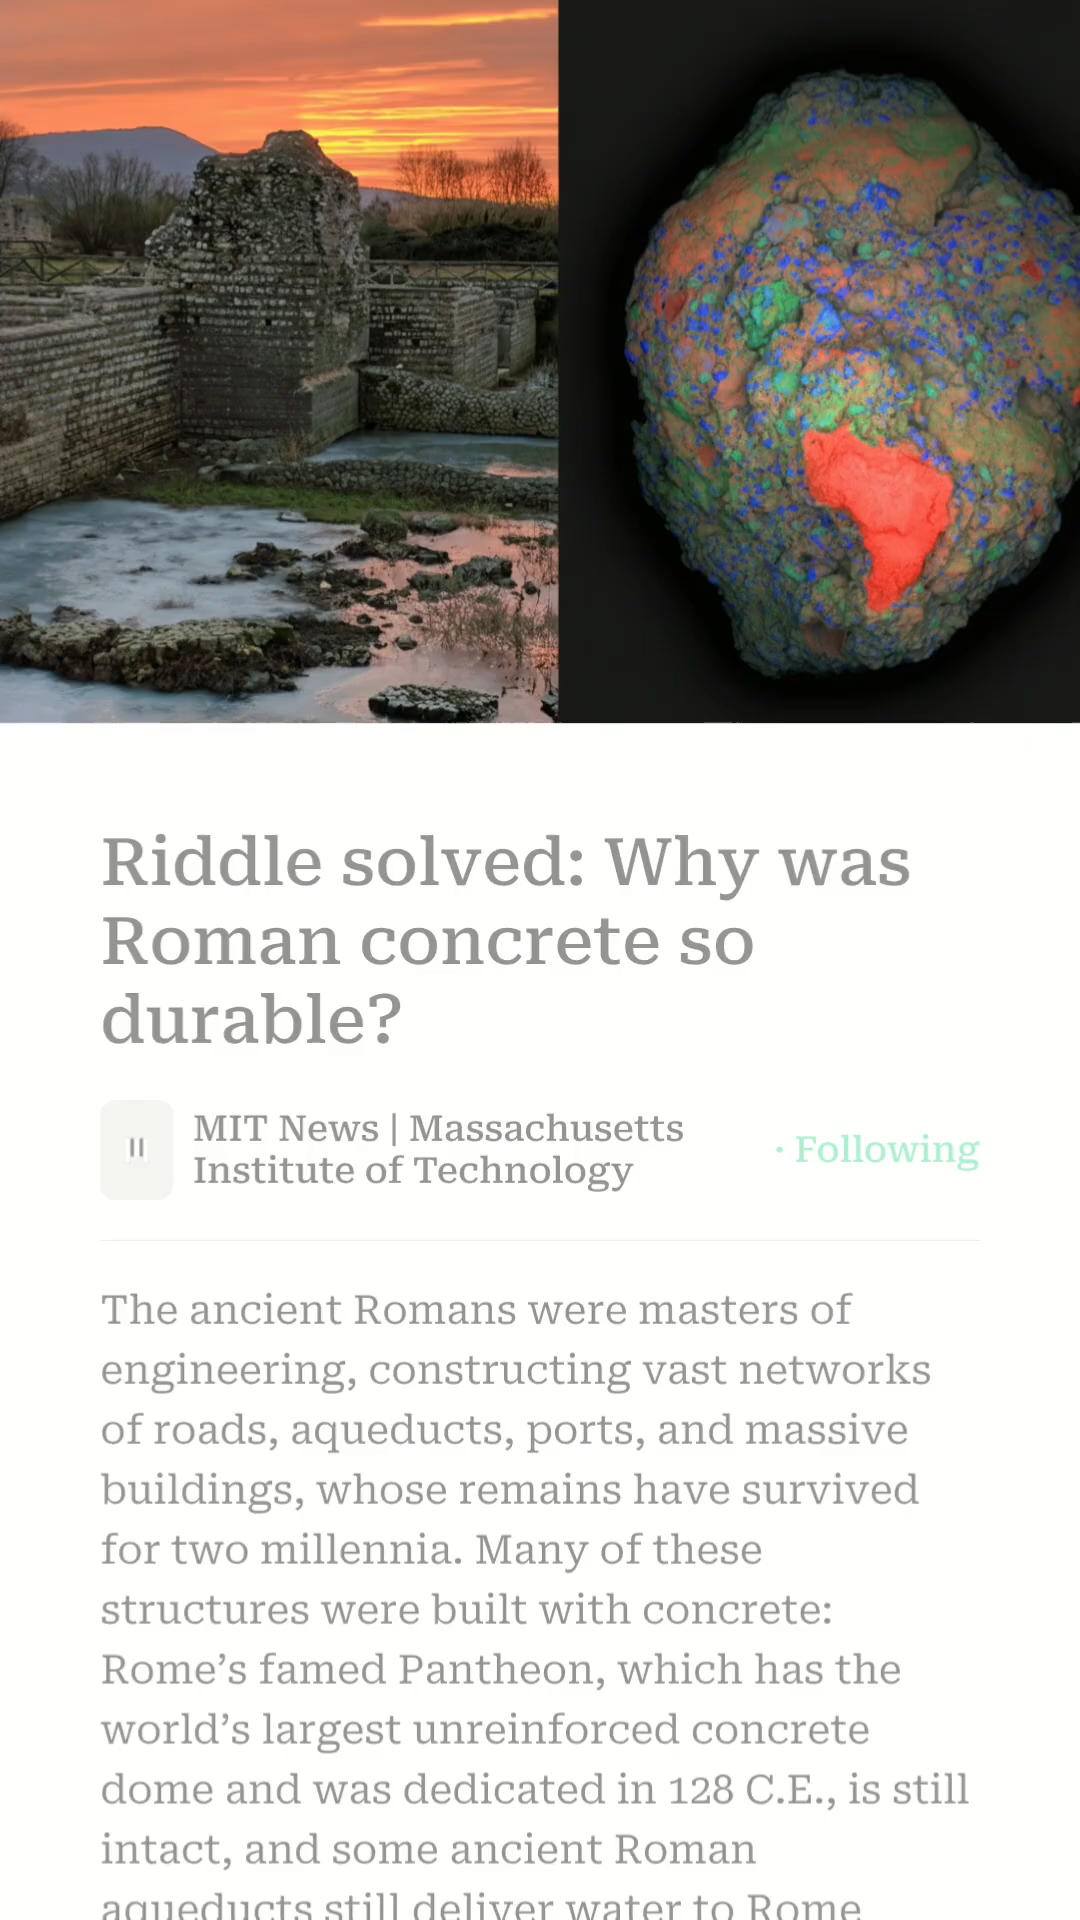 Riddle solved: Why was
Roman concrete so
durable?
MIT News | Massachusetts
Institute of Technology
· Following
The ancient Romans were masters of
engineering, constructing vast networks
of roads, aqueducts, ports, and massive
buildings, whose remains have survived
for two millennia. Many of these
structures were built with concrete:
Rome’s famed Pantheon, which has the
world’s largest unreinforced concrete
dome and was dedicated in 128 C.E., is still
intact, and some ancient Roman
aqueducts still deliver water to Rome